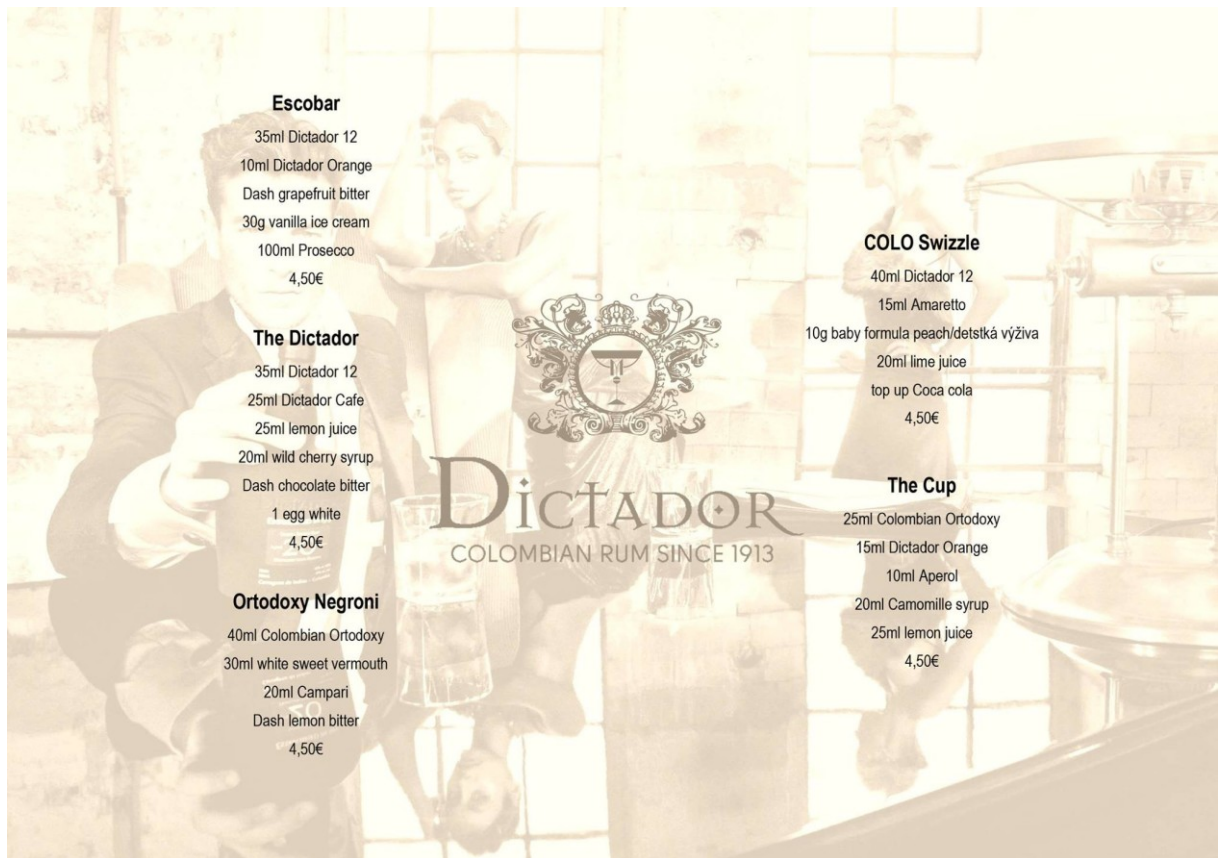 Escobar
35ml Dictador 12
10ml Dictador Orange
Dash grapefruit bitter
30g vanilla ice cream
100ml Prosecco
4,50€
The Dictador
35ml Dictador 12
25ml Dictador Cafe
25ml lemon juice
20ml wild cherry syrup
Dash chocolate bitter
1 egg white
4,50€
Ortodoxy Negroni
40ml Colombian Ortodoxy
30ml white sweet vermouth
20ml Campari
Dash lemon bitter
4,50€
DICTADOR
COLOMBIAN RUM SINCE 1913
COLO Swizzle
40ml Dictador 12
15ml Amaretto
10g baby formula peach/detstká výživa
20ml lime juice
top up Coca cola
4,50€
The Cup
25ml Colombian Ortodoxy
15ml Dictador Orange
10ml Aperol
20ml Camomille syrup
25ml lemon juice
4,50€